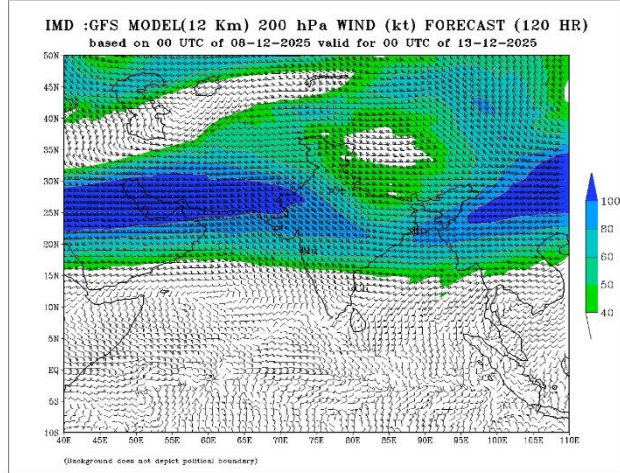 IMD :GFS MODEL(12 Km) 200 hPa WIND (kt) FORECAST (120 HR)
based on 00 UTC of 08-12-2025 valid for 00 UTC of 13-12-2025
50N
45N
40N
35N
30N
25N
20N
15N
10N
5N
EQ
5S
10S
40E 45E 50E 55E 60E 65E 70E 75E 80E 85E 90E 95E 100E 105E 110E
100
80
60
50
40
(Background does not depict political boundary)